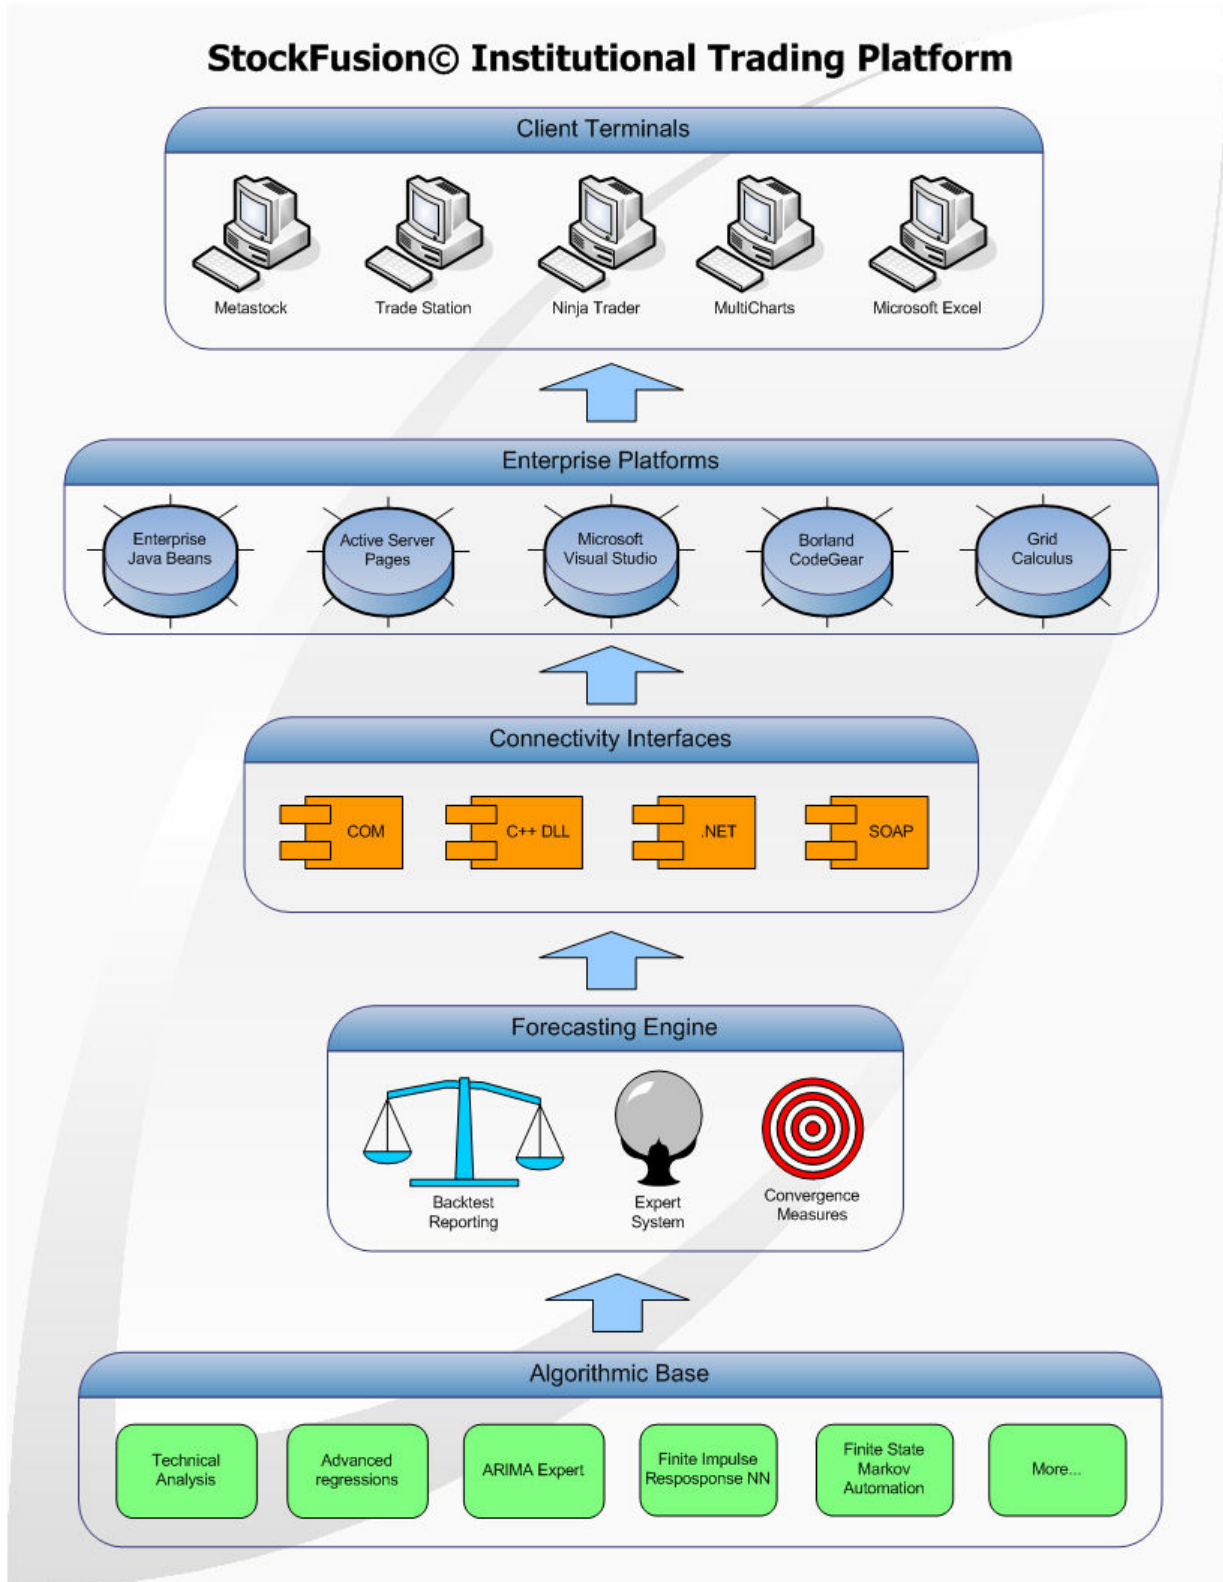 StockFusion© Institutional Trading Platform
Client Terminals
Metastock
Trade Station
Ninja Trader
MultiCharts
Microsoft Excel
Enterprise Platforms
Enterprise
Java Beans
Active Server
Pages
Microsoft
Visual Studio
Borland
CodeGear
Grid
Calculus
Connectivity Interfaces
COM
C++ DLL
.NET
SOAP
Forecasting Engine
Backtest
Reporting
Expert
System
Convergence
Measures
Algorithmic Base
Technical
Analysis
Advanced
regressions
ARIMA Expert
Finite Impulse
Resposponse NN
Finite State
Markov
Automation
More...